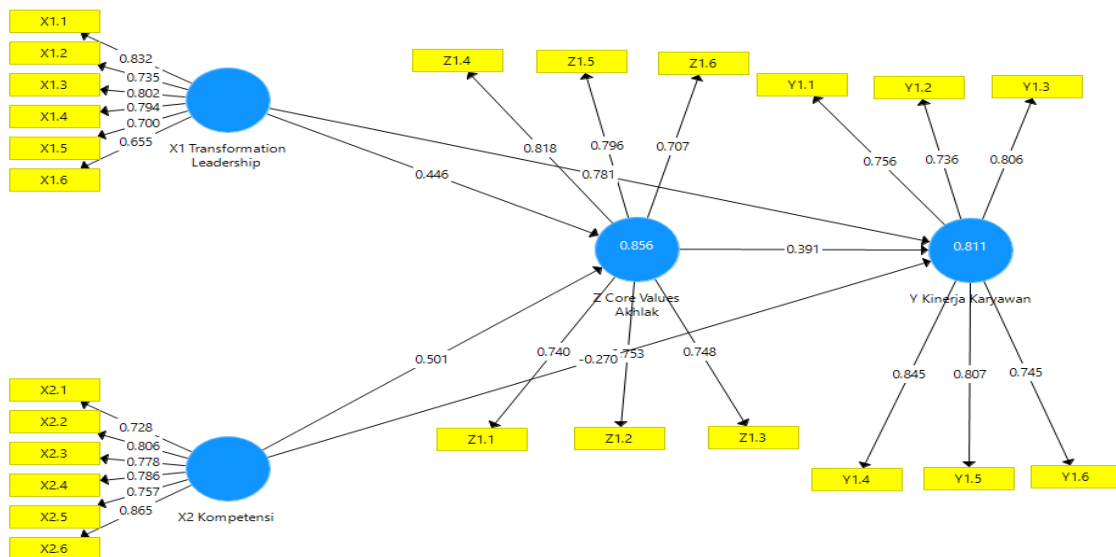 X1.1
X1.2
X1.3
X1.4
X1.5
X1.6
0.832
0.735
0.802
0.794
0.700
0.655
X1 Transformation
Leadership
Z1.4
Z1.5
Z1.6
0.818
0.796
0.707
Y1.1
Y1.2
Y1.3
0.756
0.736
0.806
0.781
0.446
0.856
Z Core Values
Akhlak
0.391
0.811
Y Kinerja Karyawan
0.501
-0.270
0.740
0.748
Z1.1
Z1.2
Z1.3
0.845
0.807
0.745
Y1.4
Y1.5
Y1.6
X2.1
X2.2
X2.3
X2.4
X2.5
X2.6
0.728
0.806
0.778
0.786
0.757
0.865
X2 Kompetensi